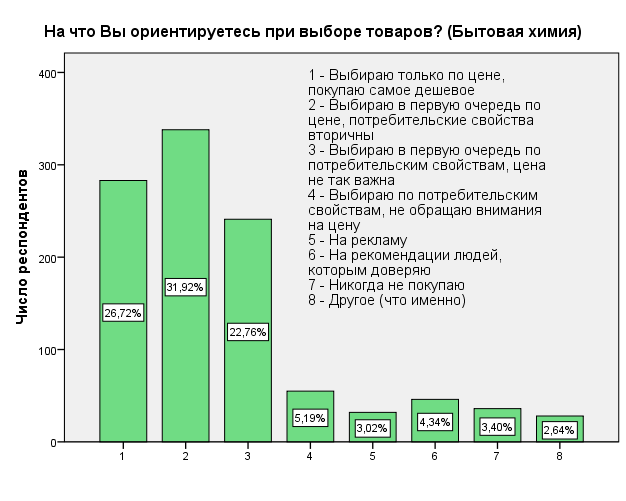 На что Вы ориентируетесь при выборе товаров? (Бытовая химия)
Число респондентов
400
300
200
100
0
1 - Выбираю только по цене,
покупаю самое дешевое
2 - Выбираю в первую очередь по
цене, потребительские свойства
вторичны
3 - Выбираю в первую очередь по
потребительским свойствам, цена
не так важна
4 - Выбираю по потребительским
свойствам, не обращаю внимания
на цену
5 - На рекламу
6 - На рекомендации людей,
которым доверяю
7 - Никогда не покупаю
8 - Другое (что именно)
26,72%
31,92%
22,76%
5,19%
3,02%
4,34%
3,40%
2,64%
1 2 3 4 5 6 7 8